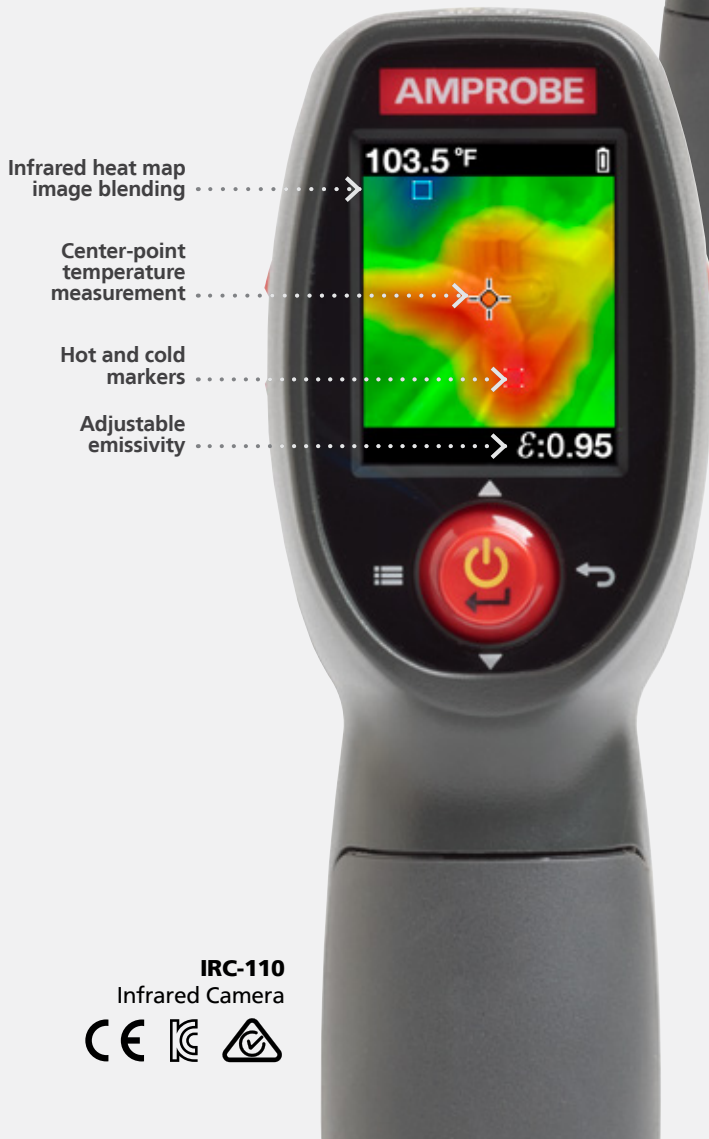 AMPROBE
103.5 °F
Infrared heat map
image blending
Center-point
temperature
measurement
Hot and cold
markers
Adjustable
emissivity
ε:0.95
IRC-110
Infrared Camera
CE